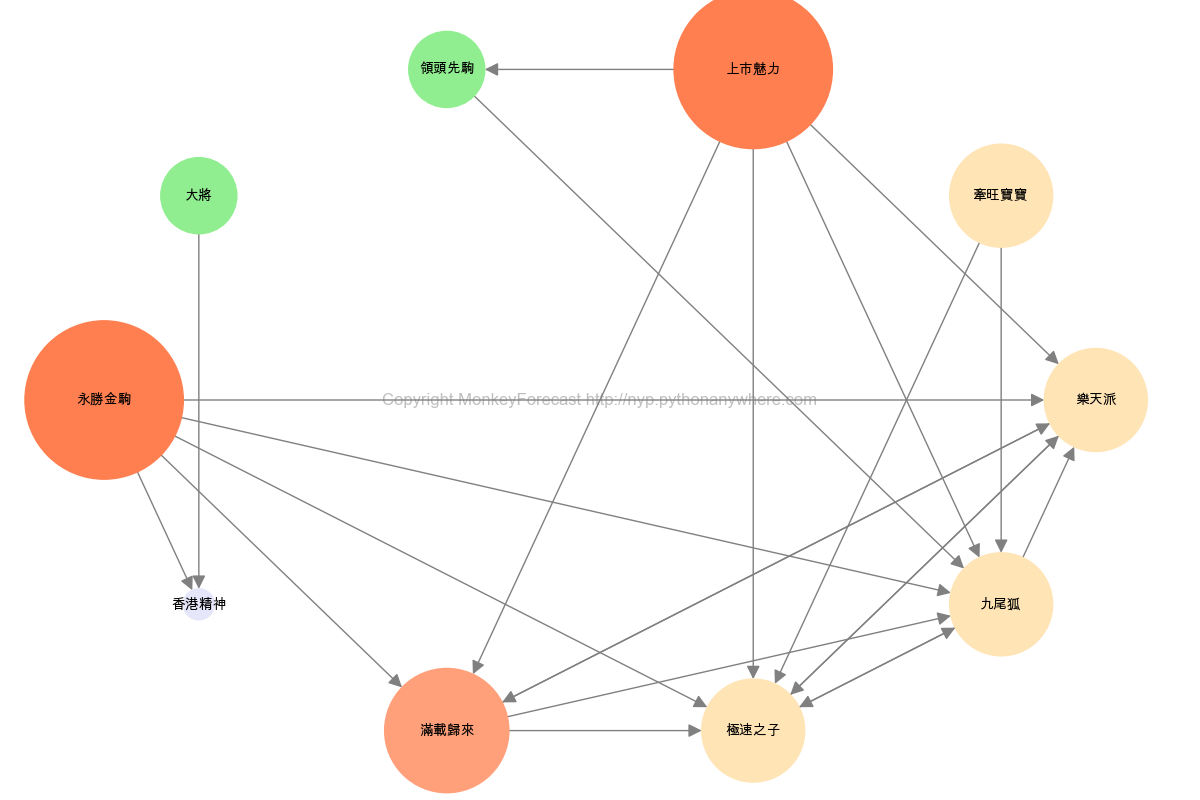 領頭先駒
上市魅力
大將
牽旺寶寶
永勝金駒
Copyright MonkeyForecast http://nyp.pythonanywhere.com
樂天派
香港精神
九尾狐
滿載歸來
極速之子